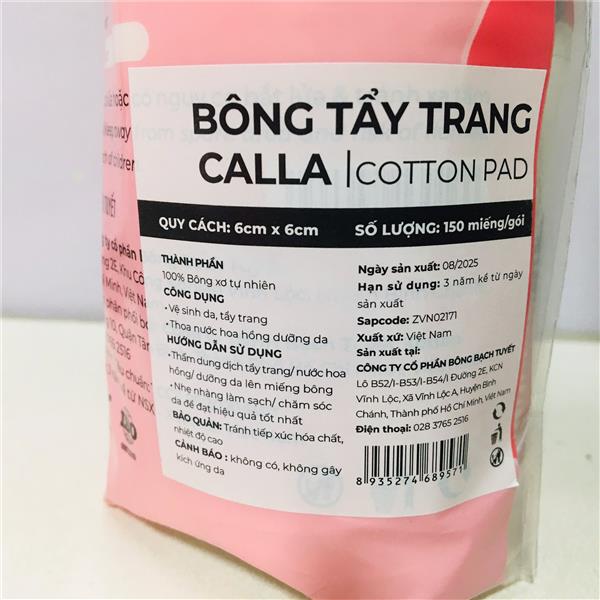 BÔNG TẨY TRANG
CALLA | COTTON PAD
QUY CÁCH: 6cm x 6cm
SỐ LƯỢNG: 150 miếng/gói
THÀNH PHẦN
100% Bông xơ tự nhiên
CÔNG DỤNG
• Vệ sinh da, tẩy trang
• Thoa nước hoa hồng dưỡng da
HƯỚNG DẪN SỬ DỤNG
• Thấm dung dịch tẩy trang/ nước hoa
hồng/ dưỡng da lên miếng bông
• Nhẹ nhàng làm sạch/ chăm sóc
da để đạt hiệu quả tốt nhất
BẢO QUẢN: Tránh tiếp xúc hóa chất,
nhiệt độ cao
CẢNH BÁO : không có, không gây
kích ứng da
Ngày sản xuất: 08/2025
Hạn sử dụng: 3 năm kể từ ngày
sản xuất
Sapcode: ZVN02171
Xuất xứ: Việt Nam
Sản xuất tại:
CÔNG TY CỔ PHẦN BÔNG BẠCH TUYẾT
Lô B52/I-B53/I-B54/I Đường 2E, KCN
Vĩnh Lộc, Xã Vĩnh Lộc A, Huyện Bình
Chánh, Thành phố Hồ Chí Minh, Việt Nam
Điện thoại: 028 3765 2516
8 935274 689571